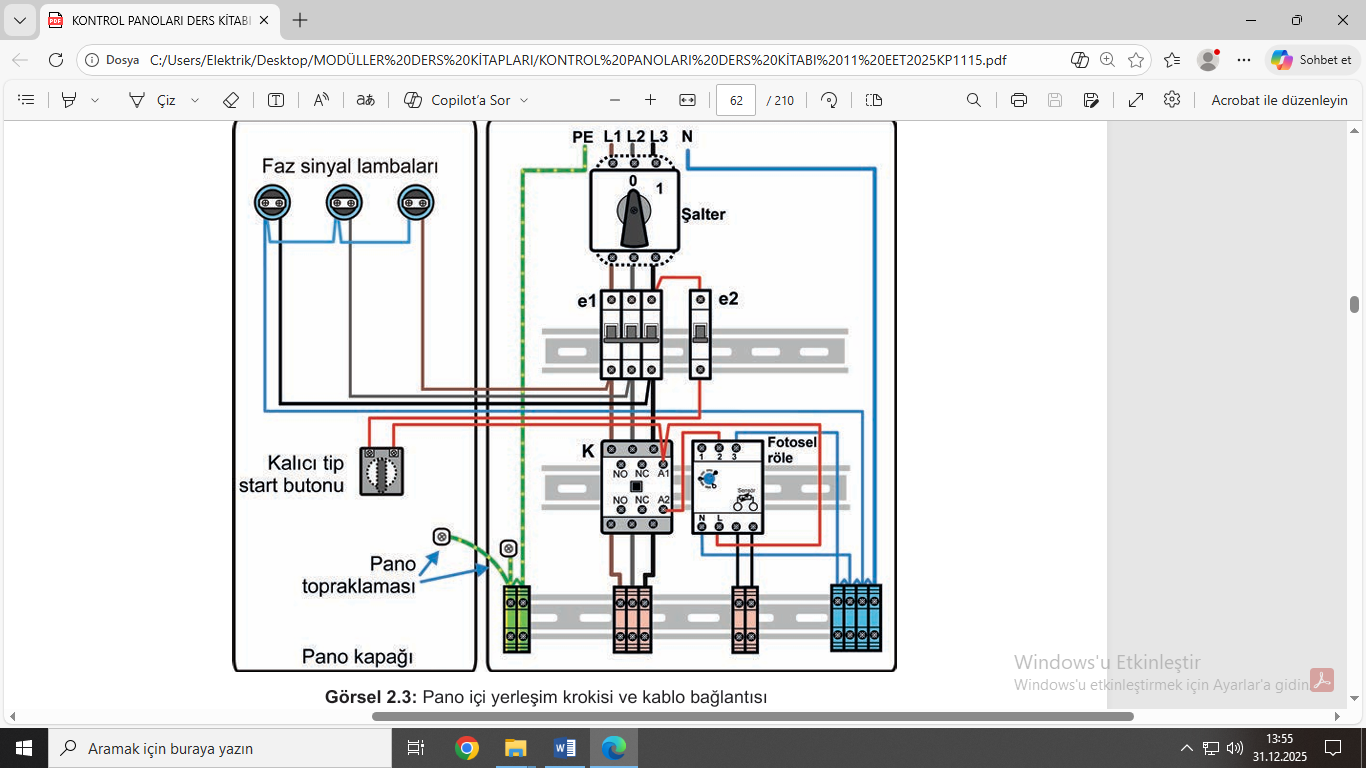 KONTROL PANOLARI DERS KİTABI
Dosya C:/Users/Elektrik/Desktop/MODÜLLER%20DERS%20KİTAPLARI/KONTROL%20PANOLARI%20DERS%20KİTABI%2011%20EET2025KP1115.pdf
Sohbet et
Çiz
aあ
Copilot'a Sor
62 / 210
Acrobat ile düzenleyin
PE L1 L2 L3 N
Faz sinyal lambaları
0 1
Şalter
e1
e2
K
NO NC A1
NO NC A2
1 2 3
Fotosel
röle
Sensör
N L
Kalıcı tip
start butonu
Pano
topraklaması
Pano kapağı
Görsel 2.3: Pano içi yerleşim krokisi ve kablo bağlantısı
Windows'u Etkinleştir
Windows'u etkinleştirmek için Ayarlar'a gidin
Aramak için buraya yazın
13:55
31.12.2025